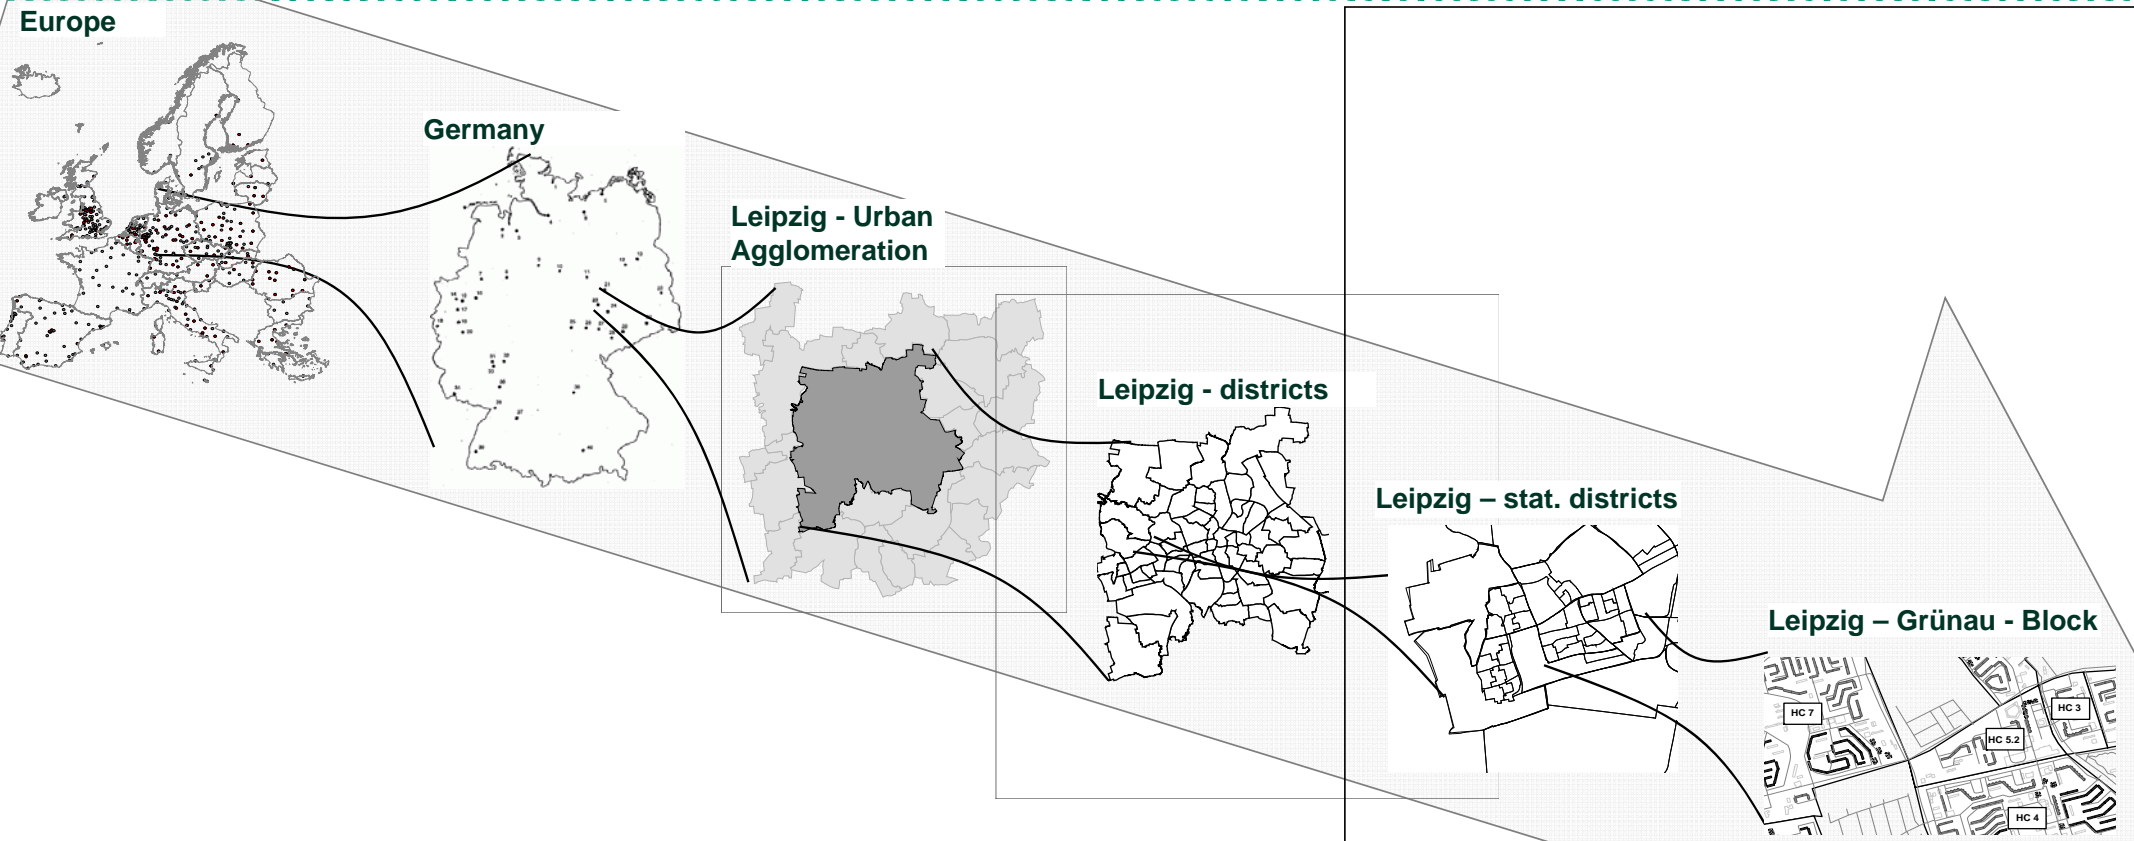 Europe
Germany
Leipzig - Urban
Agglomeration
Leipzig - districts
Leipzig – stat. districts
Leipzig – Grünau - Block
HC 7
HC 3
HC 5.2
HC 4